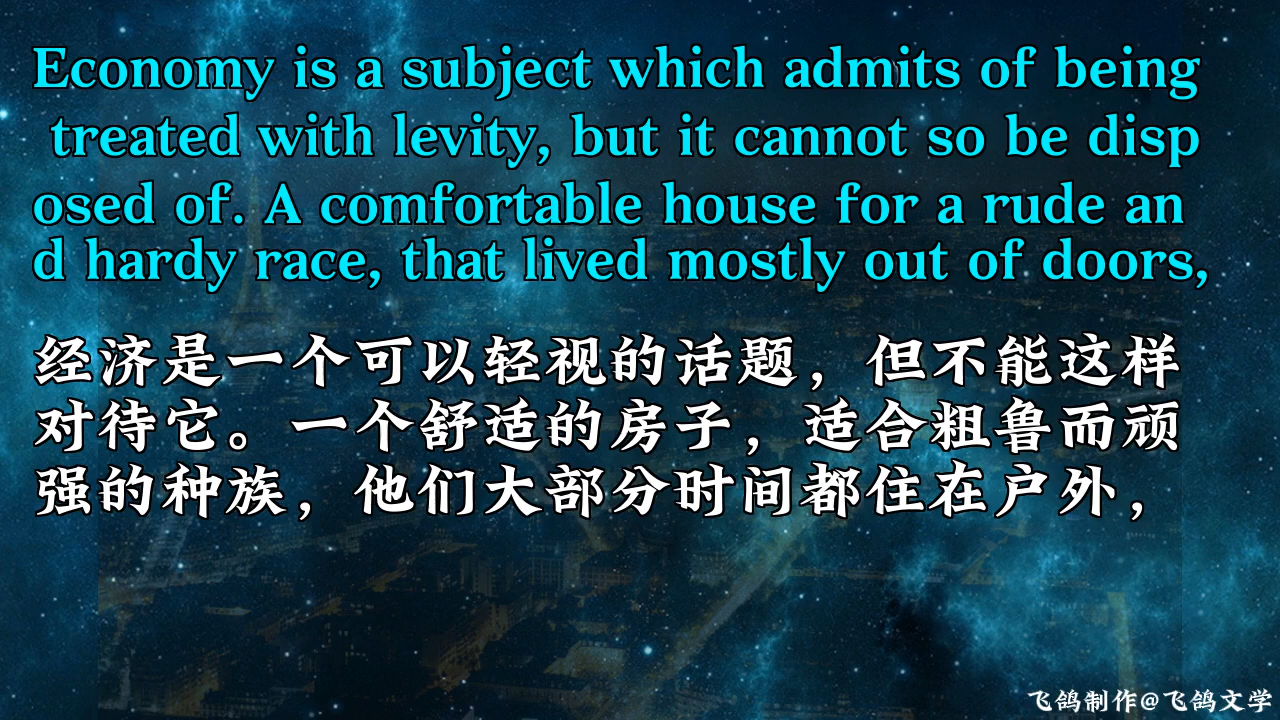 Economy is a subject which admits of being
treated with levity, but it cannot so be disp
osed of. A comfortable house for a rude an
d hardy race, that lived mostly out of doors,
经济是一个可以轻视的话题，但不能这样
对待它。一个舒适的房子，适合粗鲁而顽
强的种族，他们大部分时间都住在户外，
飞鸽制作@飞鸽文学